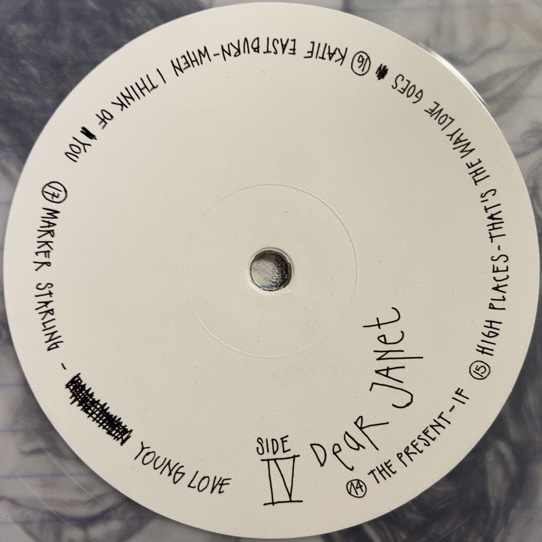 SIDE
IV
Dear JANet
⑭ THE PRESENT-IF
⑮ HIGH PLACES-THAT'S THE WAY LOVE GOES
⑯ KATIE EASTBURN-WHEN I THINK OF YOU
⑰ MARKER STARLING - YOUNG LOVE